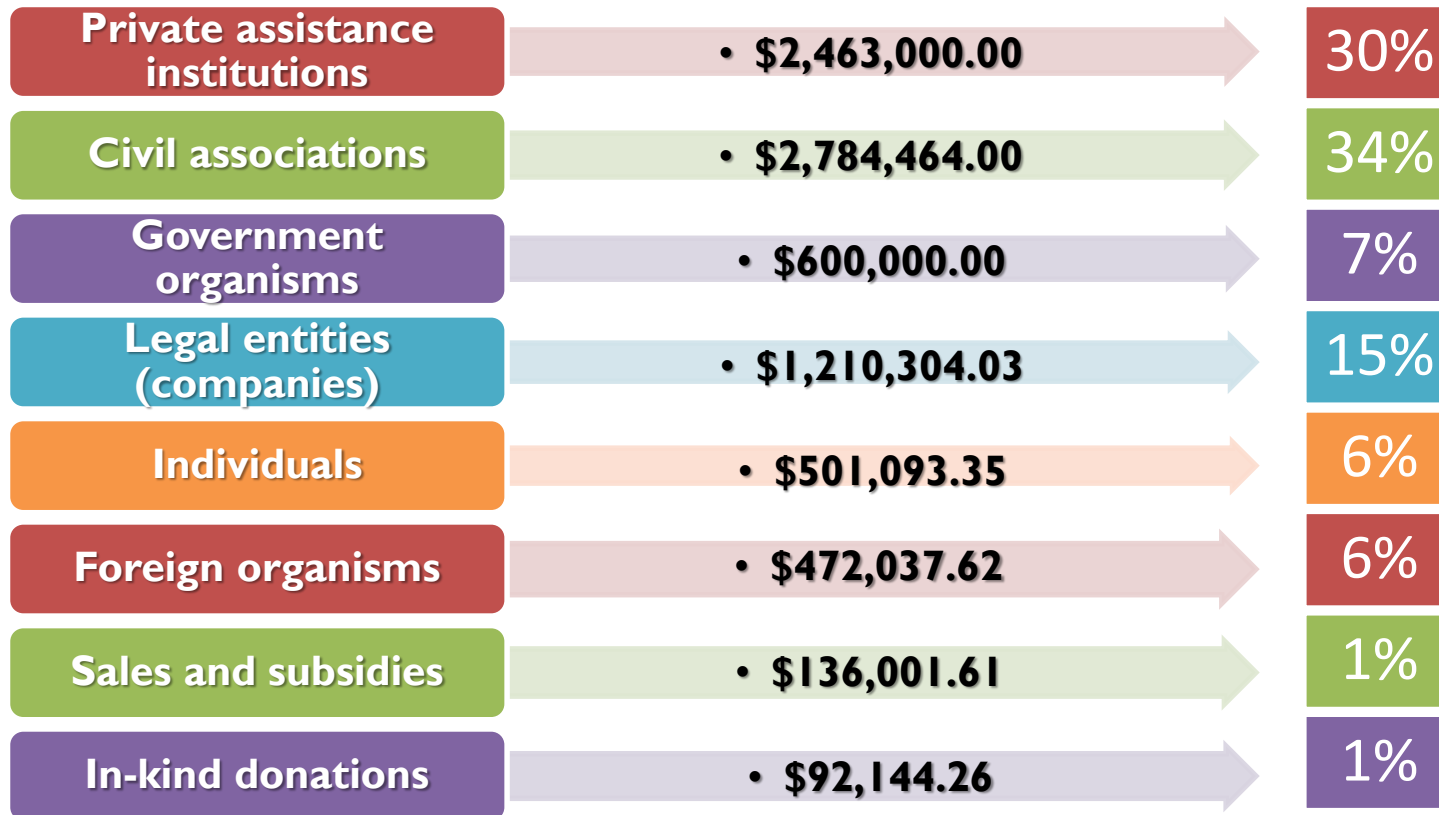 Private assistance
institutions
• $2,463,000.00
30%
Civil associations
• $2,784,464.00
34%
Government
organisms
• $600,000.00
7%
Legal entities
(companies)
• $1,210,304.03
15%
Individuals
• $501,093.35
6%
Foreign organisms
• $472,037.62
6%
Sales and subsidies
• $136,001.61
1%
In-kind donations
• $92,144.26
1%